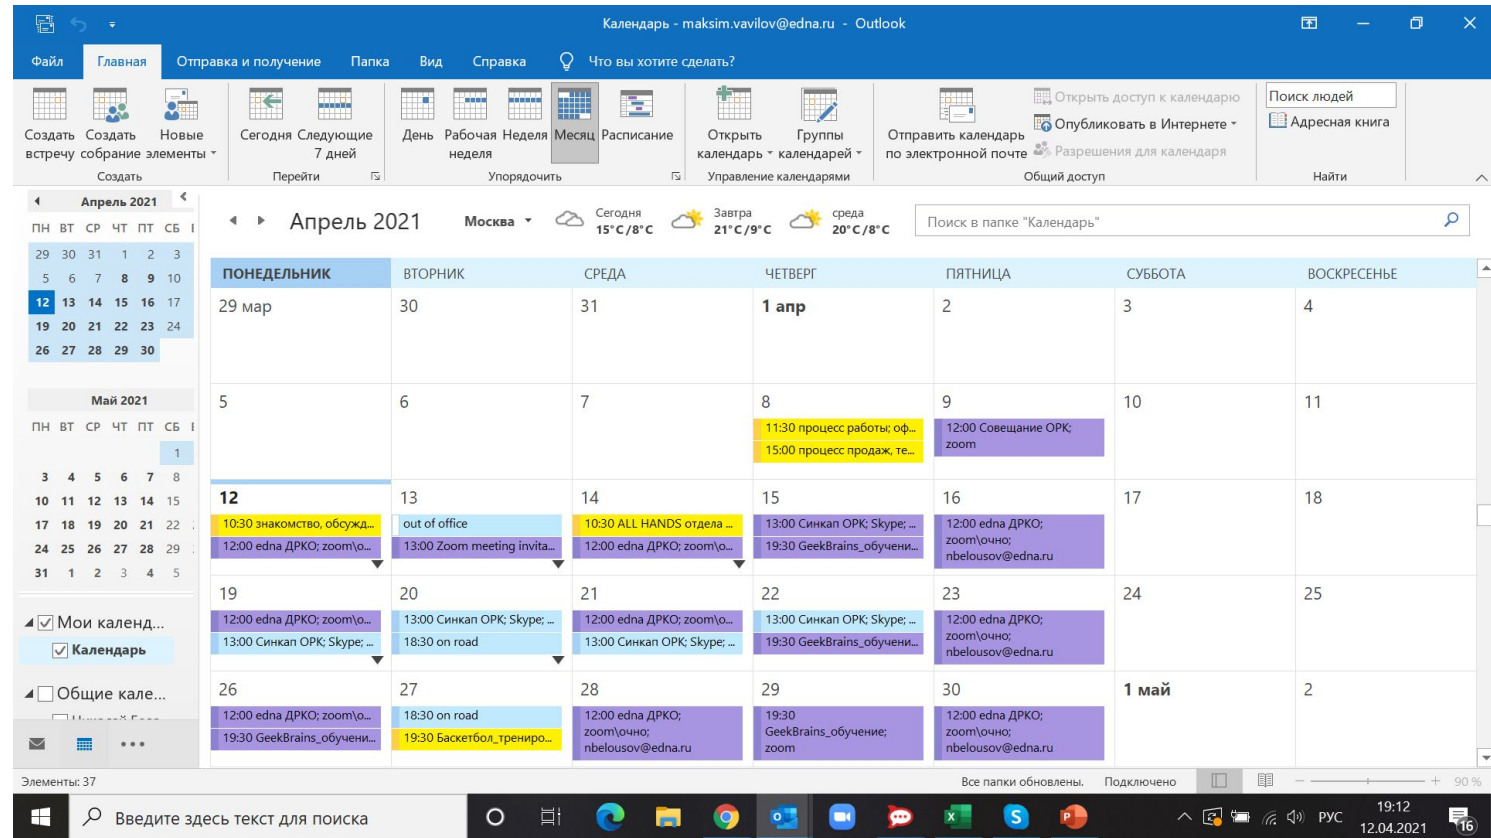 Календарь - maksim.vavilov@edna.ru - Outlook
Файл Главная Отправка и получение Папка Вид Справка Что вы хотите сделать?
Создать встречу
Создать собрание
Новые элементы
Создать
Сегодня
Следующие 7 дней
Перейти
День
Рабочая неделя
Неделя
Месяц
Расписание
Упорядочить
Открыть календарь
Группы календарей
Управление календарями
Отправить календарь по электронной почте
Открыть доступ к календарю
Опубликовать в Интернете
Разрешения для календаря
Общий доступ
Поиск людей
Адресная книга
Найти
Апрель 2021
ПН ВТ СР ЧТ ПТ СБ
29 30 31 1 2 3
5 6 7 8 9 10
12 13 14 15 16 17
19 20 21 22 23 24
26 27 28 29 30
Май 2021
ПН ВТ СР ЧТ ПТ СБ
1
3 4 5 6 7 8
10 11 12 13 14 15
17 18 19 20 21 22
24 25 26 27 28 29
31 1 2 3 4 5
Мои календ...
Календарь
Общие кале...
Апрель 2021
Москва
Сегодня
15°C/8°C
Завтра
21°C/9°C
среда
20°C/8°C
Поиск в папке "Календарь"
ПОНЕДЕЛЬНИК ВТОРНИК СРЕДА ЧЕТВЕРГ ПЯТНИЦА СУББОТА ВОСКРЕСЕНЬЕ
29 мар 30 31 1 апр 2 3 4
5 6 7 8 9 10 11
11:30 процесс работы; оф...
15:00 процесс продаж, те...
12:00 Совещание ОРК;
zoom
12 13 14 15 16 17 18
10:30 знакомство, обсужд...
12:00 edna ДРКО; zoom\о...
out of office
13:00 Zoom meeting invita...
10:30 ALL HANDS отдела ...
12:00 edna ДРКО; zoom\о...
13:00 Синкап ОРК; Skype; ...
19:30 GeekBrains_обучени...
12:00 edna ДРКО;
zoom\очно;
nbelousov@edna.ru
19 20 21 22 23 24 25
12:00 edna ДРКО; zoom\о...
13:00 Синкап ОРК; Skype; ...
13:00 Синкап ОРК; Skype; ...
18:30 on road
12:00 edna ДРКО; zoom\о...
13:00 Синкап ОРК; Skype; ...
13:00 Синкап ОРК; Skype; ...
19:30 GeekBrains_обучени...
12:00 edna ДРКО;
zoom\очно;
nbelousov@edna.ru
26 27 28 29 30 1 май 2
12:00 edna ДРКО; zoom\о...
19:30 GeekBrains_обучени...
18:30 on road
19:30 Баскетбол_трениро...
12:00 edna ДРКО;
zoom\очно;
nbelousov@edna.ru
19:30
GeekBrains_обучение;
zoom
12:00 edna ДРКО;
zoom\очно;
nbelousov@edna.ru
Элементы: 37
Все папки обновлены. Подключено
90 %
Введите здесь текст для поиска
РУС
19:12
12.04.2021
16